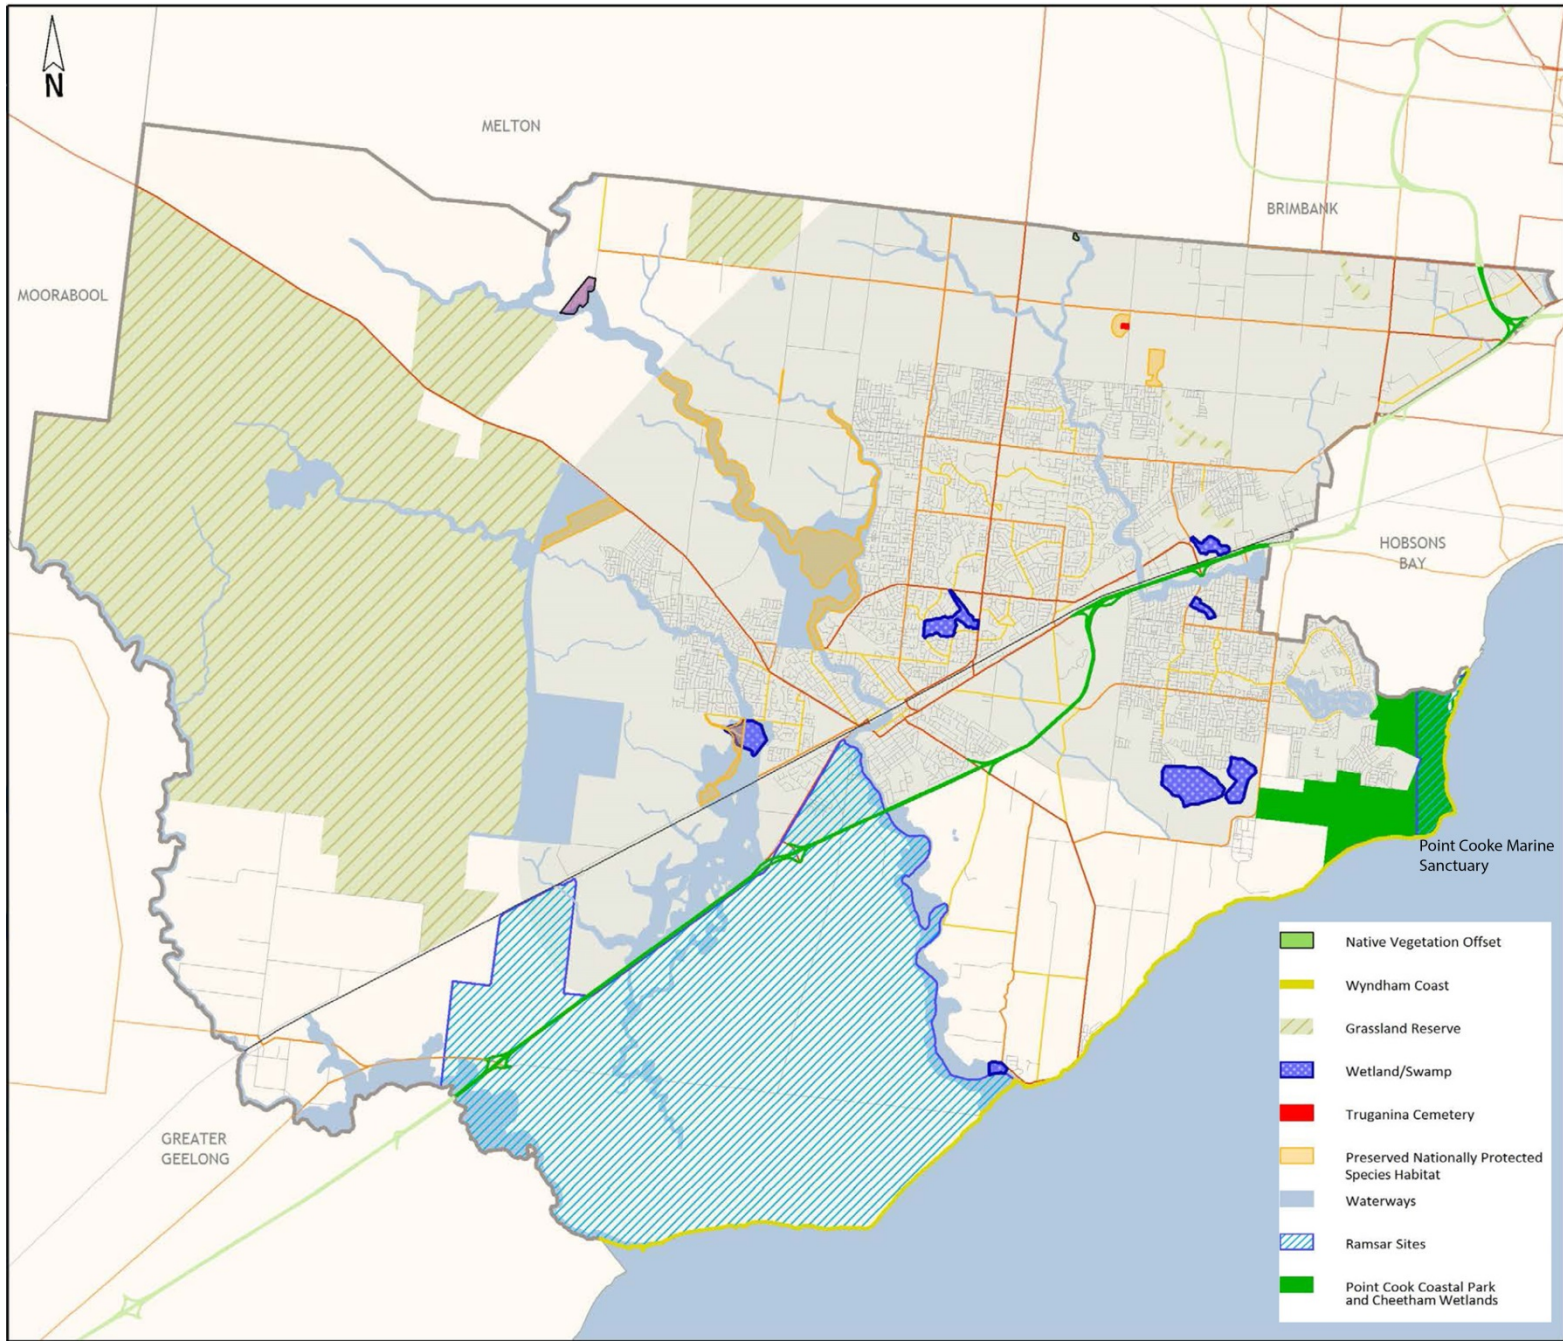 N
MELTON
BRIMBANK
MOORABOOL
HOBSONS
BAY
Point Cooke Marine
Sanctuary
GREATER
GEELONG
Native Vegetation Offset
Wyndham Coast
Grassland Reserve
Wetland/Swamp
Truganina Cemetery
Preserved Nationally Protected
Species Habitat
Waterways
Ramsar Sites
Point Cook Coastal Park
and Cheetham Wetlands